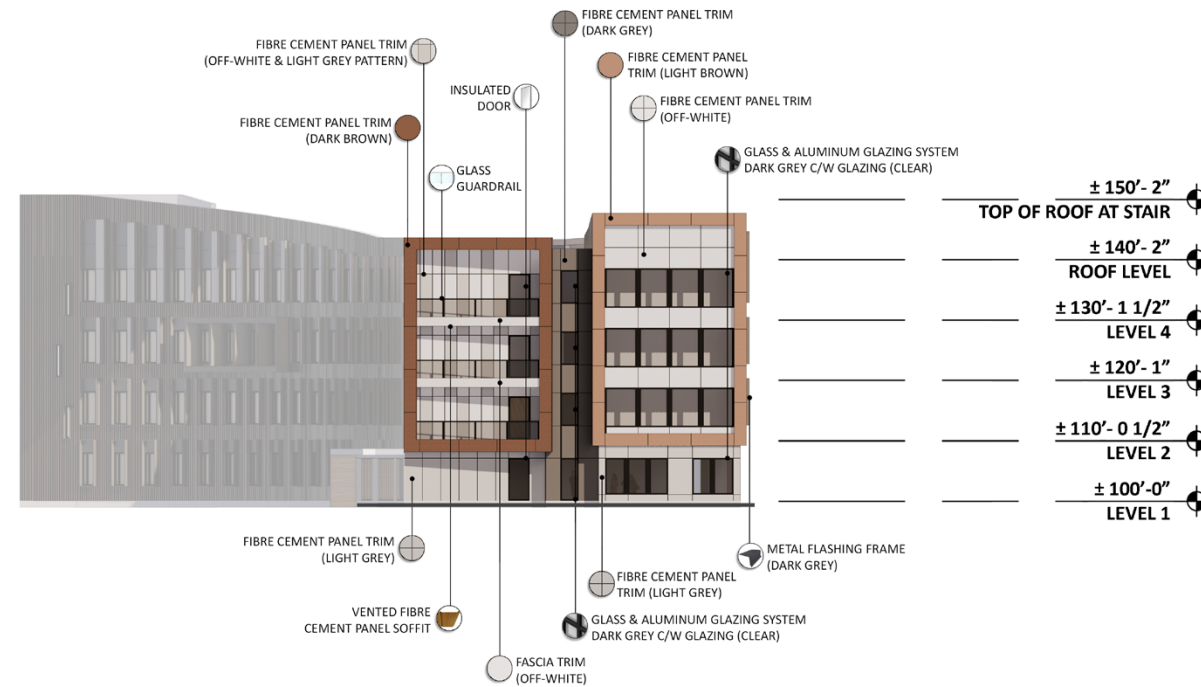 FIBRE CEMENT PANEL TRIM
(DARK GREY)
FIBRE CEMENT PANEL TRIM
(OFF-WHITE & LIGHT GREY PATTERN)
FIBRE CEMENT PANEL
TRIM (LIGHT BROWN)
INSULATED
DOOR
FIBRE CEMENT PANEL TRIM
(OFF-WHITE)
FIBRE CEMENT PANEL TRIM
(DARK BROWN)
GLASS & ALUMINUM GLAZING SYSTEM
DARK GREY C/W GLAZING (CLEAR)
GLASS
GUARDRAIL
± 150’- 2”
TOP OF ROOF AT STAIR
± 140’- 2”
ROOF LEVEL
± 130’- 1 1/2”
LEVEL 4
± 120’- 1”
LEVEL 3
± 110’- 0 1/2”
LEVEL 2
± 100’-0”
LEVEL 1
FIBRE CEMENT PANEL TRIM
(LIGHT GREY)
METAL FLASHING FRAME
(DARK GREY)
FIBRE CEMENT PANEL
TRIM (LIGHT GREY)
VENTED FIBRE
CEMENT PANEL SOFFIT
GLASS & ALUMINUM GLAZING SYSTEM
DARK GREY C/W GLAZING (CLEAR)
FASCIA TRIM
(OFF-WHITE)